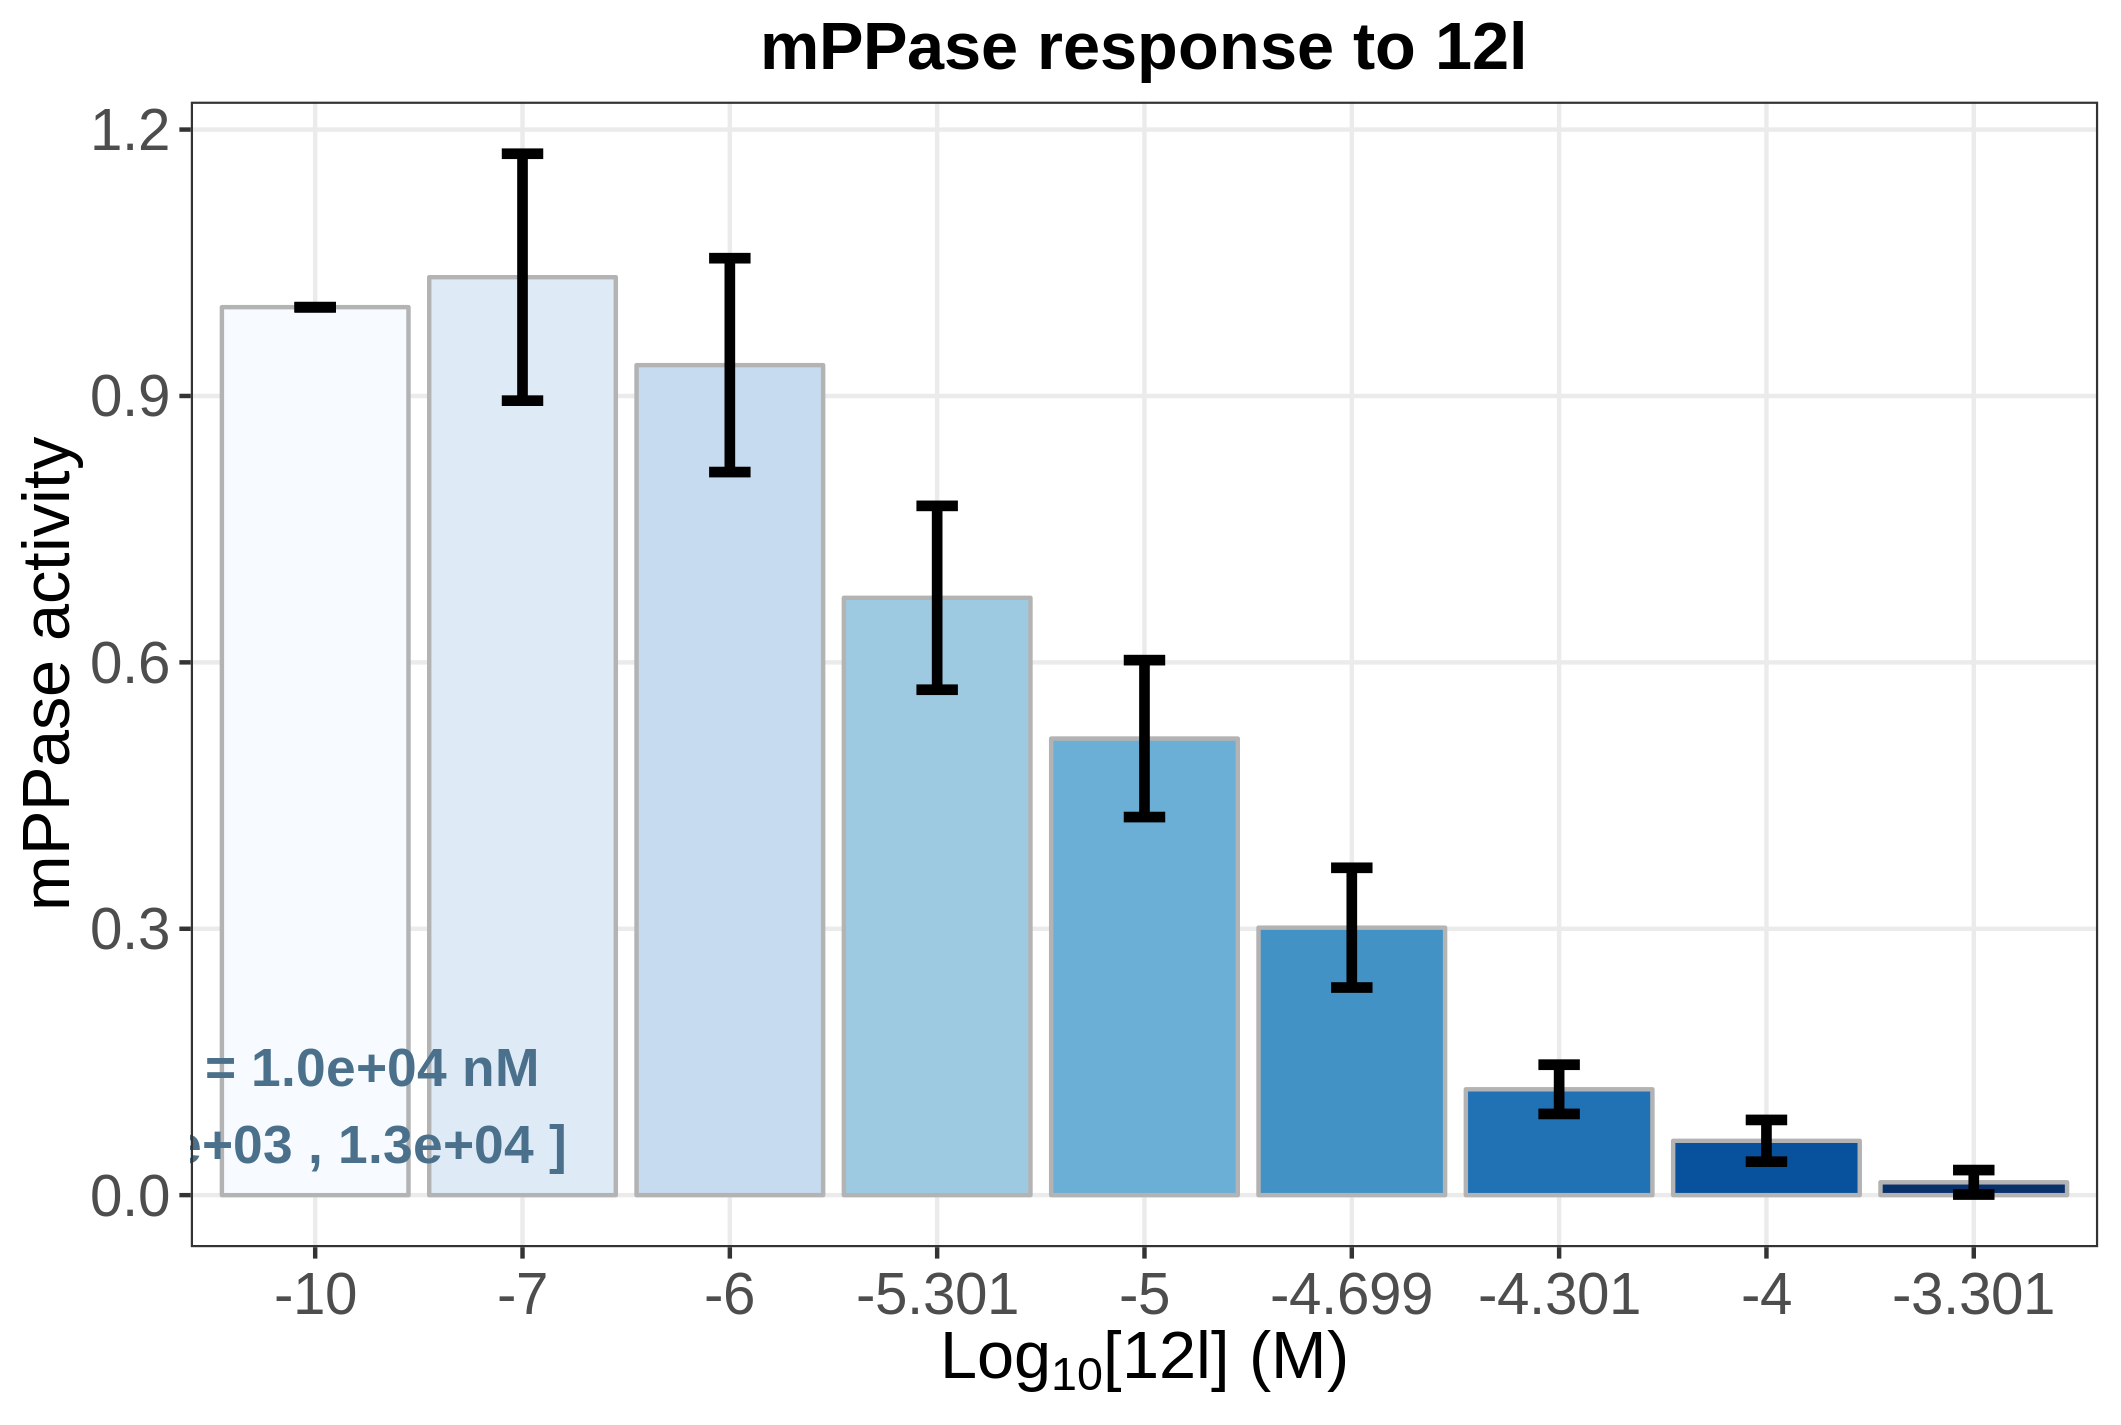 mPPase response to 12l
mPPase activity
1.2
0.9
0.6
0.3
0.0
= 1.0e+04 nM
e+03 , 1.3e+04 ]
-10 -7 -6 -5.301 -5 -4.699 -4.301 -4 -3.301
Log10[12l] (M)